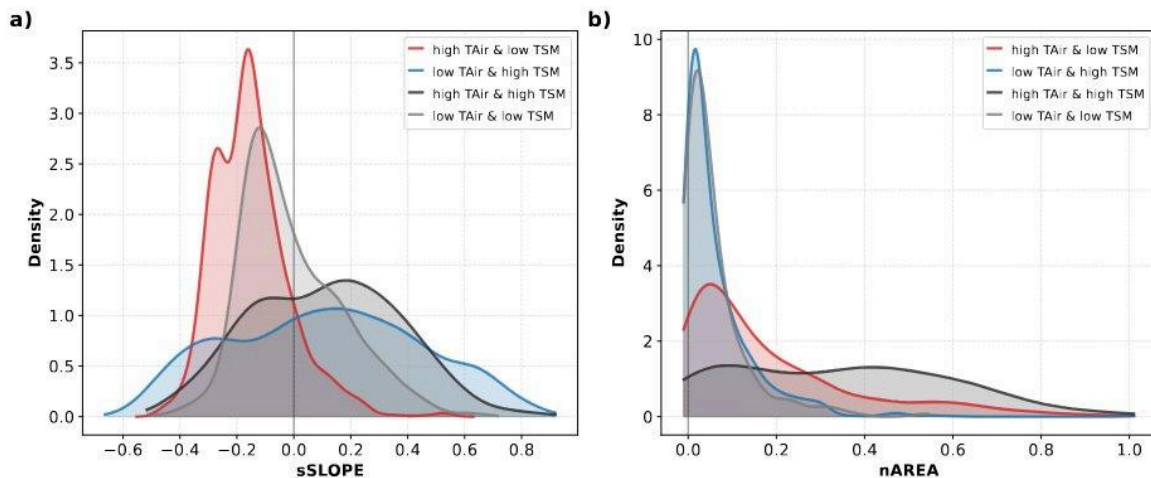 a)
3.5
3.0
2.5
2.0
1.5
1.0
0.5
0.0
Density
high TAir & low TSM
low TAir & high TSM
high TAir & high TSM
low TAir & low TSM
−0.6 −0.4 −0.2 0.0 0.2 0.4 0.6 0.8
sSLOPE
b)
10
8
6
4
2
0
Density
high TAir & low TSM
low TAir & high TSM
high TAir & high TSM
low TAir & low TSM
0.0 0.2 0.4 0.6 0.8 1.0
nAREA